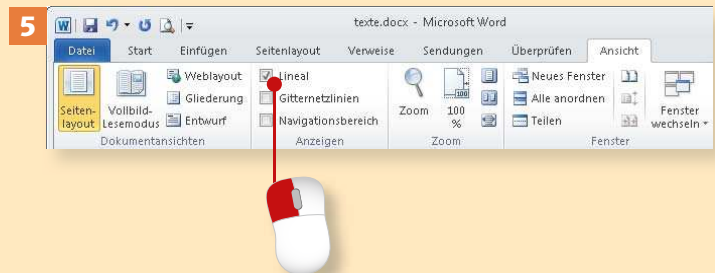 5
texte.docx - Microsoft Word
Datei Start Einfügen Seitenlayout Verweise Sendungen Überprüfen Ansicht
Seiten-
layout
Vollbild-
Lesemodus
Weblayout
Gliederung
Entwurf
Dokumentansichten
Lineal
Gitternetzlinien
Navigationsbereich
Anzeigen
Zoom
100
100
%
Zoom
Neues Fenster
Alle anordnen
Teilen
Fenster
wechseln
Fenster